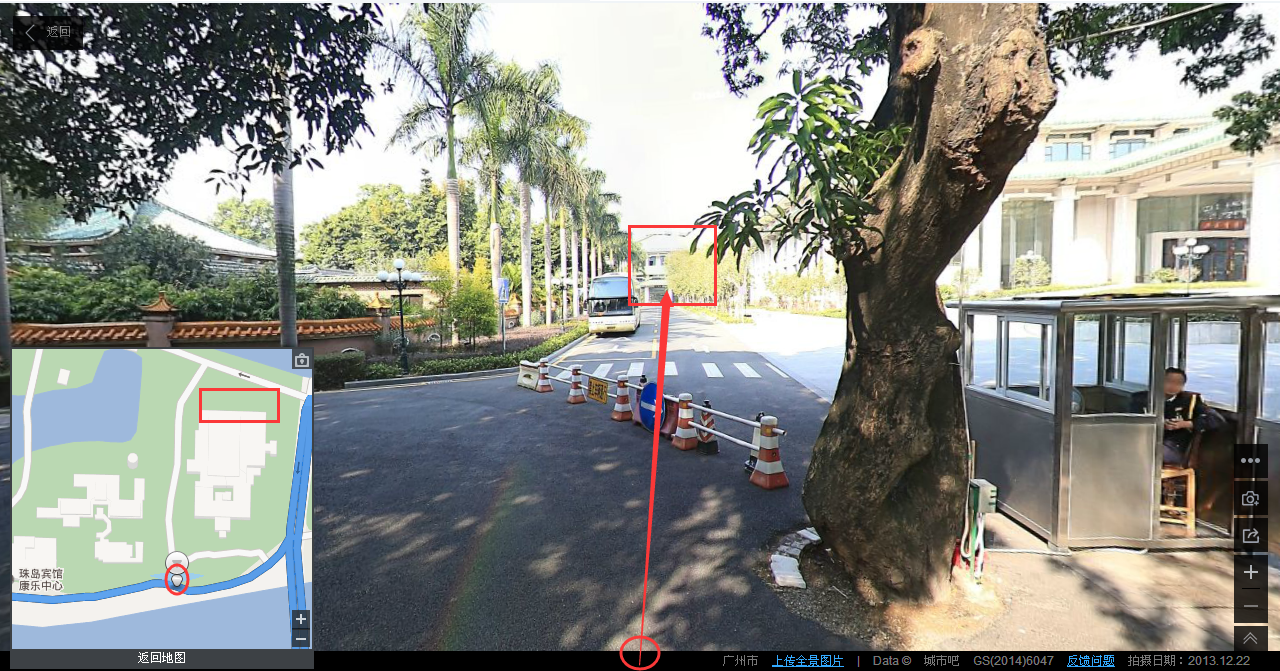 返回
珠岛宾馆
康乐中心
返回地图
广州市 上传全景图片 | Data © 城市吧 GS(2014)6047 反馈问题 拍摄日期：2013.12.22